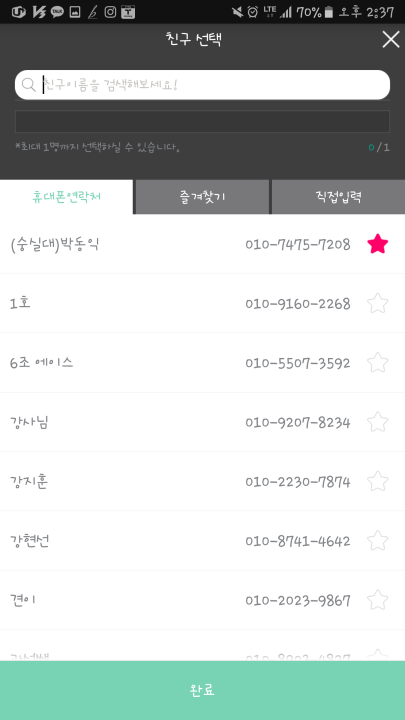 LTE 70% 오후 2:37
친구 선택
친구이름을 검색해보세요!
*최대 1명까지 선택하실 수 있습니다.
0/1
휴대폰연락처 즐겨찾기 직접입력
(숭실대)박동익 010-7475-7208
1호 010-9160-2268
6조 에이스 010-5507-3592
강사님 010-9207-8234
강지훈 010-2230-7874
강현선 010-8741-4642
견이 010-2023-9867
완료